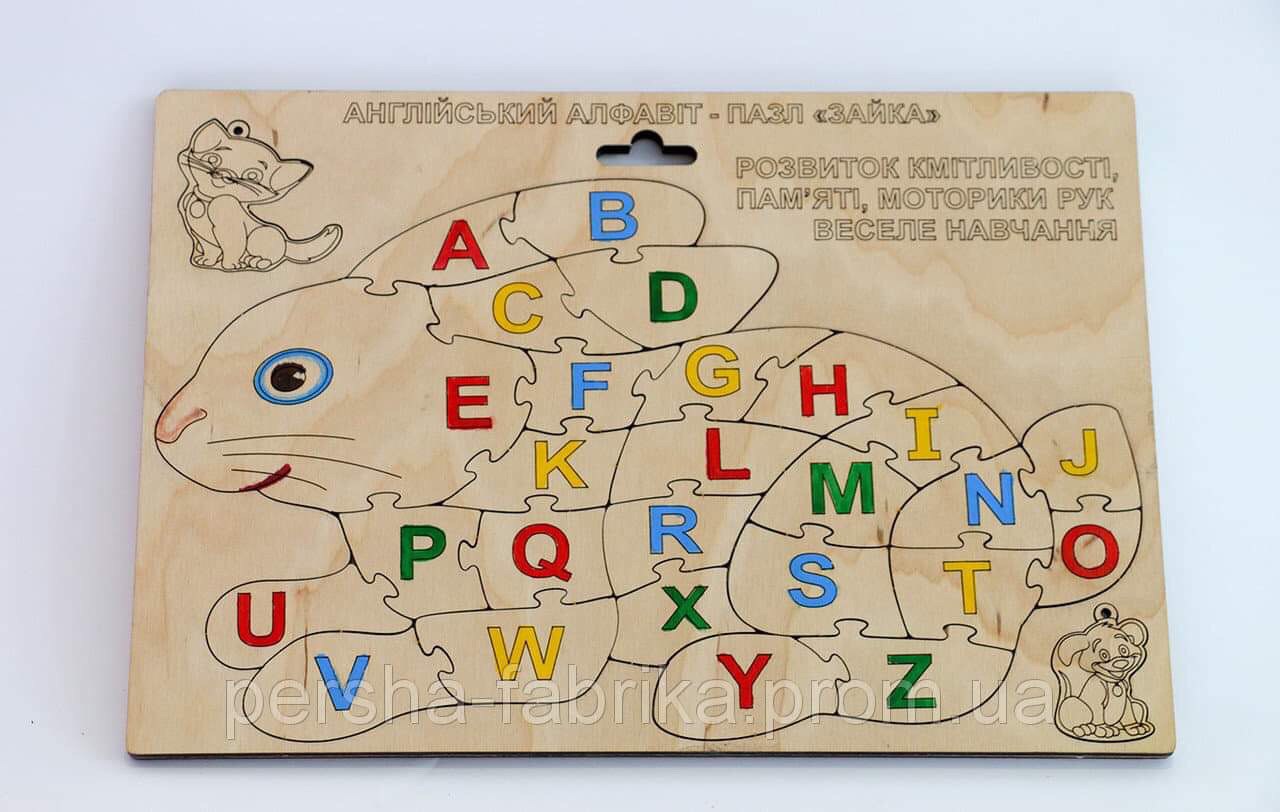 АНГЛІЙСЬКИЙ АЛФАВІТ - ПАЗЛ «ЗАЙКА»
РОЗВИТОК КМІТЛИВОСТІ,
ПАМ'ЯТІ, МОТОРИКИ РУК
ВЕСЕЛЕ НАВЧАННЯ
A B
C D
E F G H I J
K L M N O
P Q R S T
U V W X Y Z
persha-fabrika.prom.ua